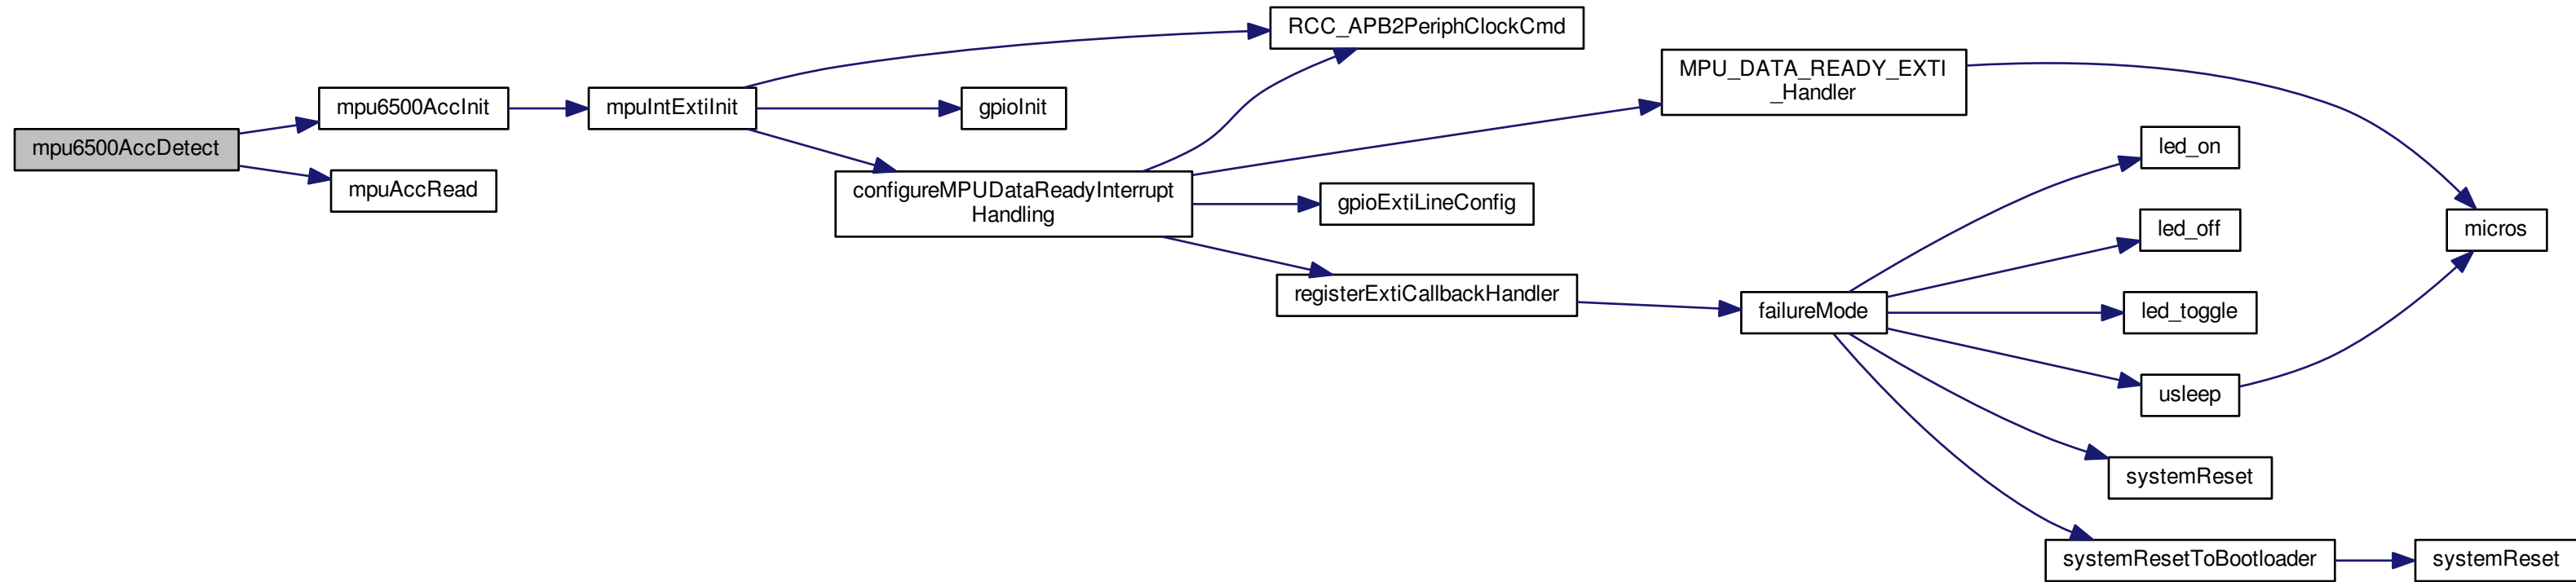 mpu6500AccDetect
mpu6500AccInit
mpuAccRead
mpuIntExtiInit
RCC_APB2PeriphClockCmd
gpioInit
configureMPUDataReadyInterrupt
Handling
MPU_DATA_READY_EXTI
_Handler
gpioExtiLineConfig
registerExtiCallbackHandler
failureMode
led_on
led_off
led_toggle
usleep
systemReset
systemResetToBootloader
micros
systemReset